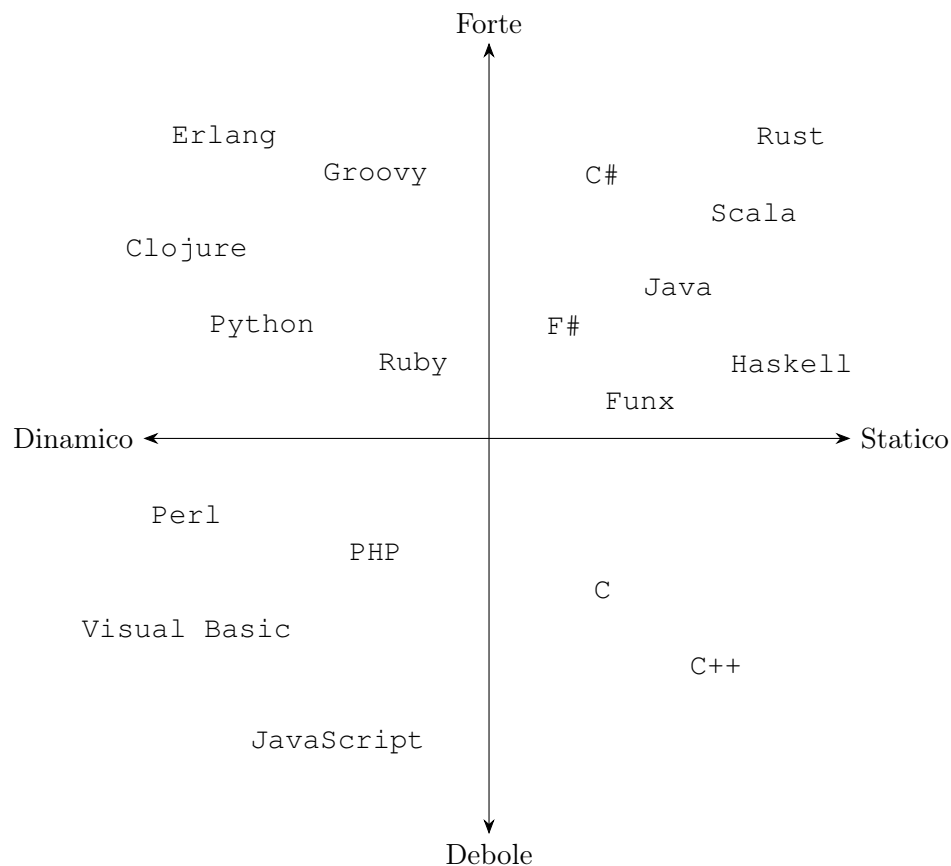 Forte
Erlang
Rust
Groovy
C#
Scala
Clojure
Java
Python
F#
Ruby
Haskell
Funx
Dinamico
Statico
Perl
PHP
C
Visual Basic
C++
JavaScript
Debole